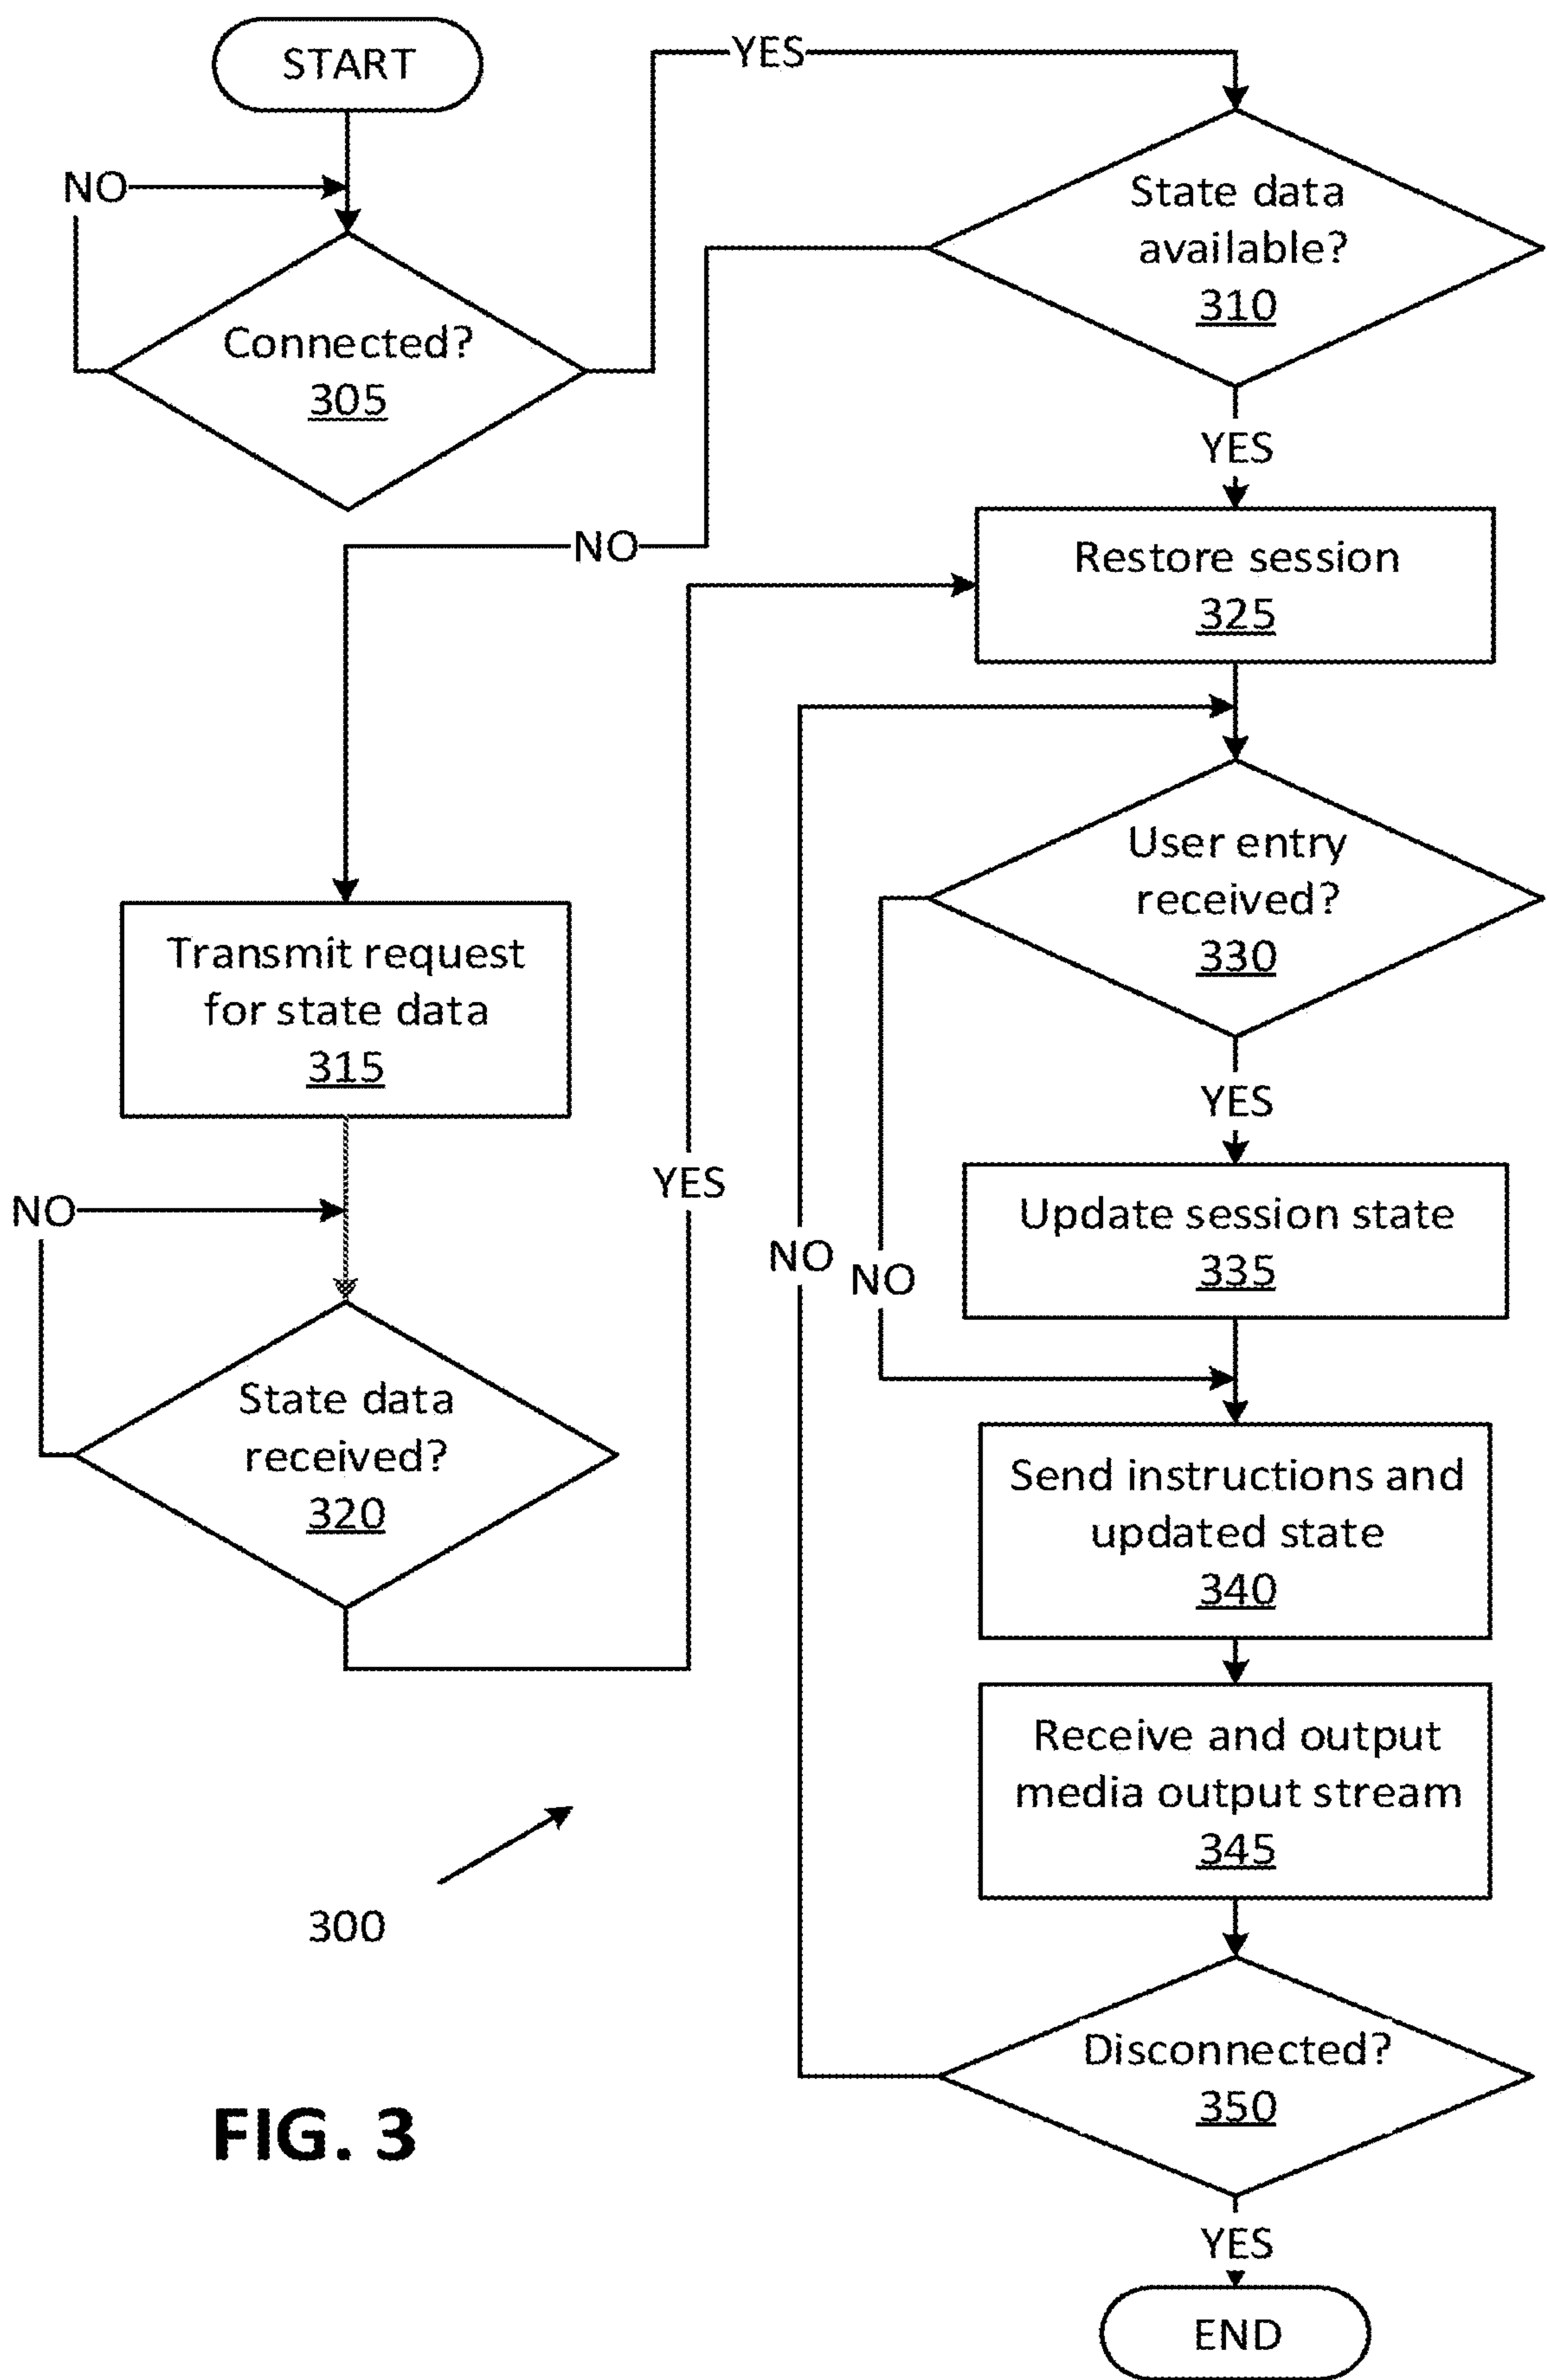 START
YES
NO
Connected?
305
State data
available?
310
YES
NO
Restore session
325
User entry
received?
330
Transmit request
for state data
315
YES
YES
NO
Update session state
335
NO
NO
State data
received?
320
Send instructions and
updated state
340
Receive and output
media output stream
345
300
Disconnected?
350
FIG. 3
YES
END